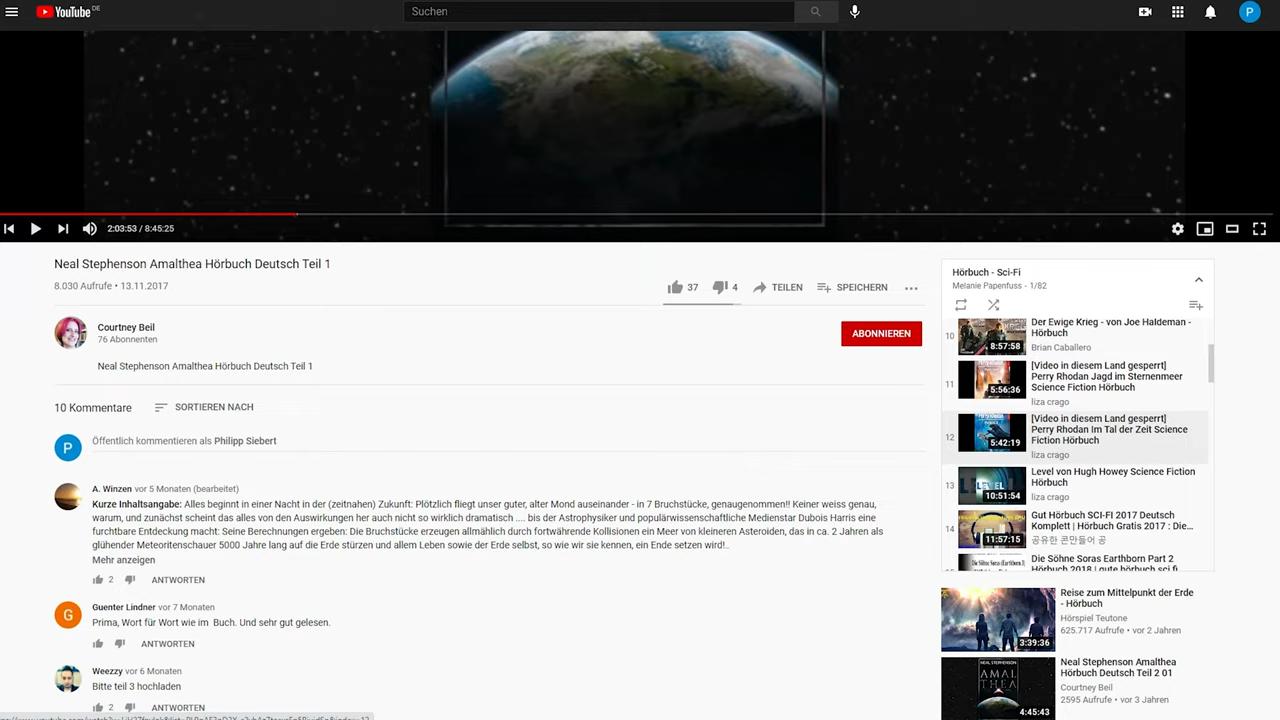 YouTube DE
Suchen
P
2:03:53 / 8:45:25
Neal Stephenson Amalthea Hörbuch Deutsch Teil 1
8.030 Aufrufe • 13.11.2017
37
4
TEILEN
SPEICHERN
Courtney Beil
76 Abonnenten
ABONNIEREN
Neal Stephenson Amalthea Hörbuch Deutsch Teil 1
10 Kommentare
SORTIEREN NACH
P
Öffentlich kommentieren als Philipp Siebert
A. Winzen vor 5 Monaten (bearbeitet)
Kurze Inhaltsangabe: Alles beginnt in einer Nacht in der (zeitnahen) Zukunft: Plötzlich fliegt unser guter, alter Mond auseinander - in 7 Bruchstücke, genaugenommen!! Keiner weiss genau,
warum, und zunächst scheint das alles von den Auswirkungen her auch nicht so wirklich dramatisch .... bis der Astrophysiker und populärwissenschaftliche Medienstar Dubois Harris eine
furchtbare Entdeckung macht: Seine Berechnungen ergeben: Die Bruchstücke erzeugen allmählich durch fortwährende Kollisionen ein Meer von kleineren Asteroiden, das in ca. 2 Jahren als
glühender Meteoritenschauer 5000 Jahre lang auf die Erde stürzen und allem Leben sowie der Erde selbst, so wie wir sie kennen, ein Ende setzen wird!..
Mehr anzeigen
2
ANTWORTEN
G
Guenter Lindner vor 7 Monaten
Prima, Wort für Wort wie im Buch. Und sehr gut gelesen.
ANTWORTEN
Weezzy vor 6 Monaten
Bitte teil 3 hochladen
2
ANTWORTEN
Hörbuch - Sci-Fi
Melanie Papenfuss - 1/82
10
8:57:58
Der Ewige Krieg - von Joe Haldeman -
Hörbuch
Brian Caballero
11
5:56:36
[Video in diesem Land gesperrt]
Perry Rhodan Jagd im Sternenmeer
Science Fiction Hörbuch
liza crago
12
5:42:19
[Video in diesem Land gesperrt]
Perry Rhodan Im Tal der Zeit Science
Fiction Hörbuch
liza crago
13
LEVEL
10:51:54
Level von Hugh Howey Science Fiction
Hörbuch
liza crago
14
11:57:15
Gut Hörbuch SCI-FI 2017 Deutsch
Komplett | Hörbuch Gratis 2017 : Die...
공유한 콘만들어 공
Die Söhne Soras Earthborn Part 2
Hörbuch 2018 | gute hörbuch sci fi
3:39:36
Reise zum Mittelpunkt der Erde
- Hörbuch
Hörspiel Teutone
625.717 Aufrufe • vor 2 Jahren
NEAL STEPHENSON
AMAL
THEA
4:45:43
Neal Stephenson Amalthea
Hörbuch Deutsch Teil 2 01
Courtney Beil
2595 Aufrufe • vor 3 Jahren